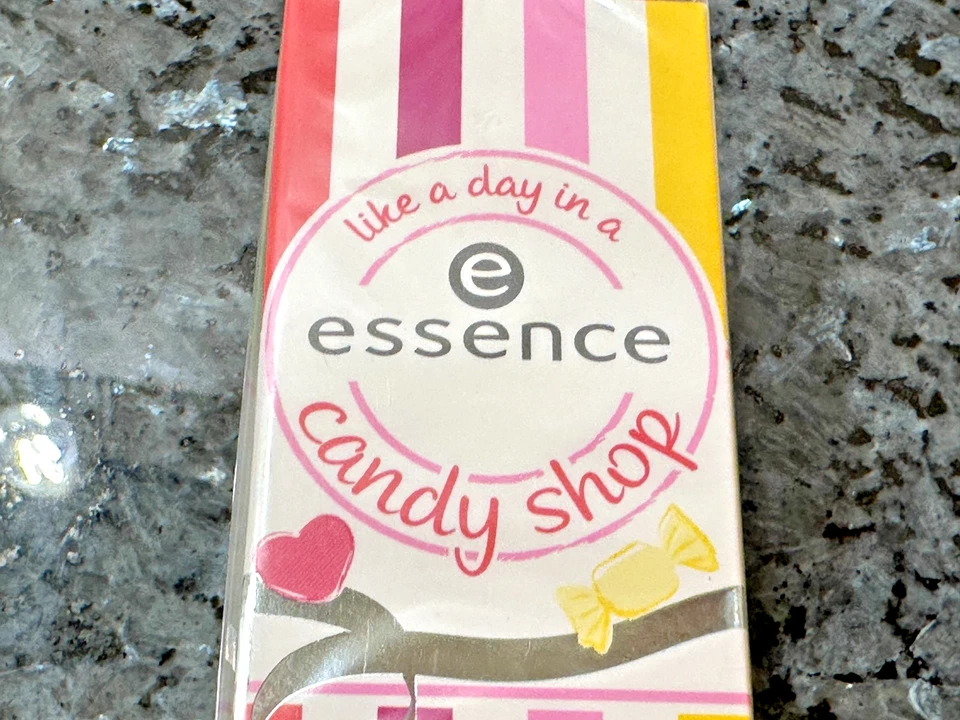 like a day in a
e
essence
candy shop